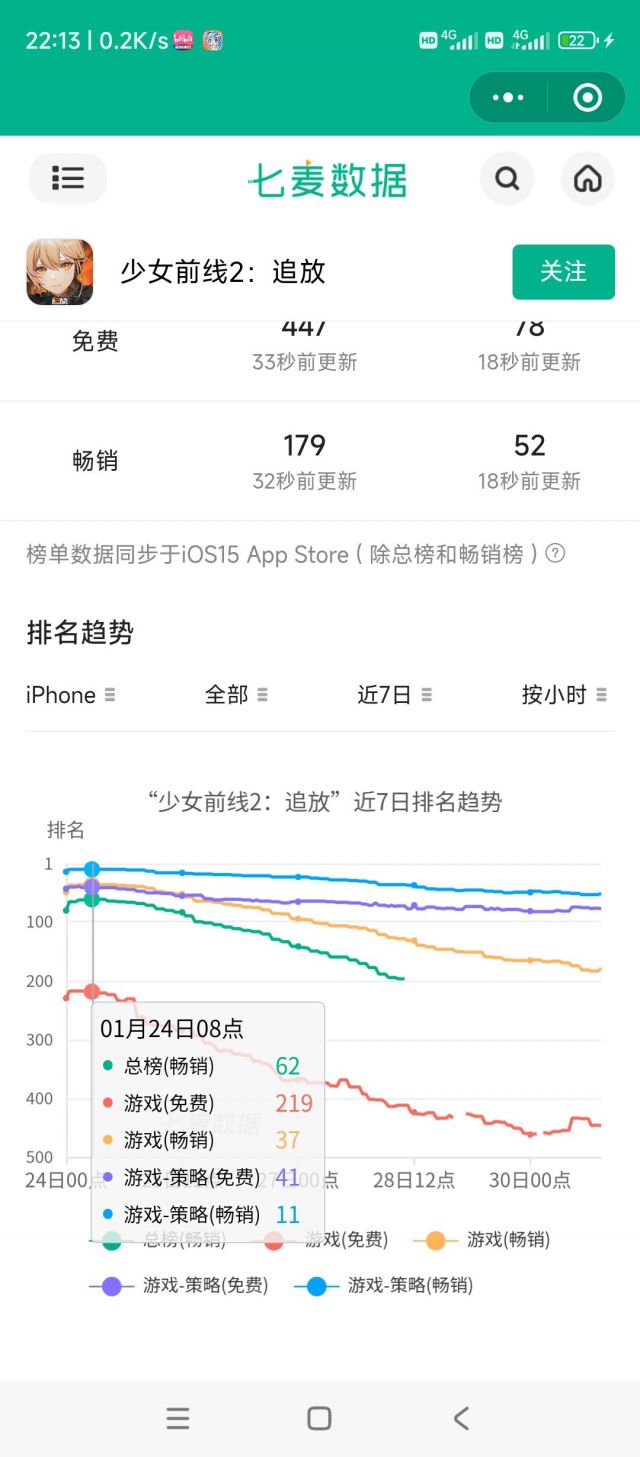 22:13 | 0.2K/s HD 4G HD 4G 22
七麦数据
少女前线2：追放 关注
免费 447 78
33秒前更新 18秒前更新
畅销 179 52
32秒前更新 18秒前更新
榜单数据同步于iOS15 App Store ( 除总榜和畅销榜 ) ?
排名趋势
iPhone 全部 近7日 按小时
“少女前线2：追放”近7日排名趋势
排名
1
100
200
300
400
500
01月24日08点
总榜(畅销) 62
游戏(免费) 219
游戏(畅销) 37
游戏-策略(免费) 41
游戏-策略(畅销) 11
七麦数据
24日00点 27日00点 28日12点 30日00点
总榜(畅销) 游戏(免费) 游戏(畅销)
游戏-策略(免费) 游戏-策略(畅销)